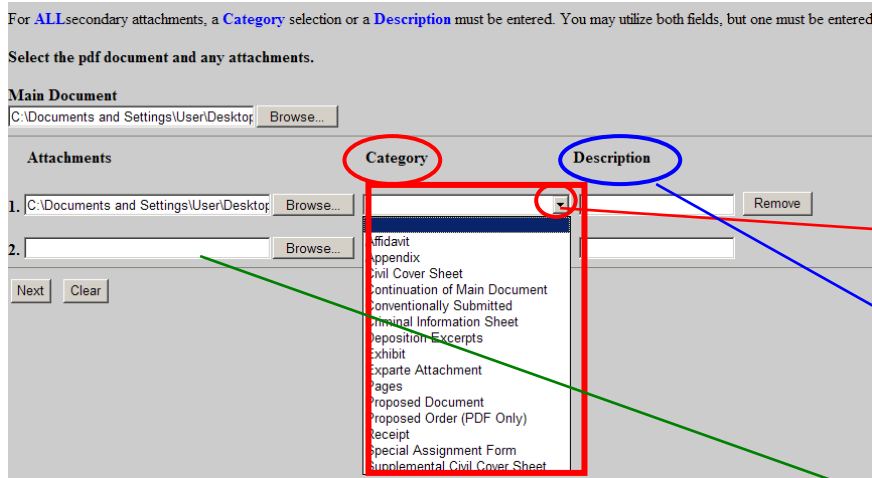 For ALLsecondary attachments, a Category selection or a Description must be entered. You may utilize both fields, but one must be entered
Select the pdf document and any attachments.
Main Document
C:\Documents and Settings\User\Desktop Browse...
Attachments Category Description
1. C:\Documents and Settings\User\Desktop Browse... Remove
2. Browse...
Affidavit
Appendix
Civil Cover Sheet
Continuation of Main Document
Conventionally Submitted
Criminal Information Sheet
Deposition Excerpts
Exhibit
Exparte Attachment
Pages
Proposed Document
Proposed Order (PDF Only)
Receipt
Special Assignment Form
Supplemental Civil Cover Sheet
Next Clear